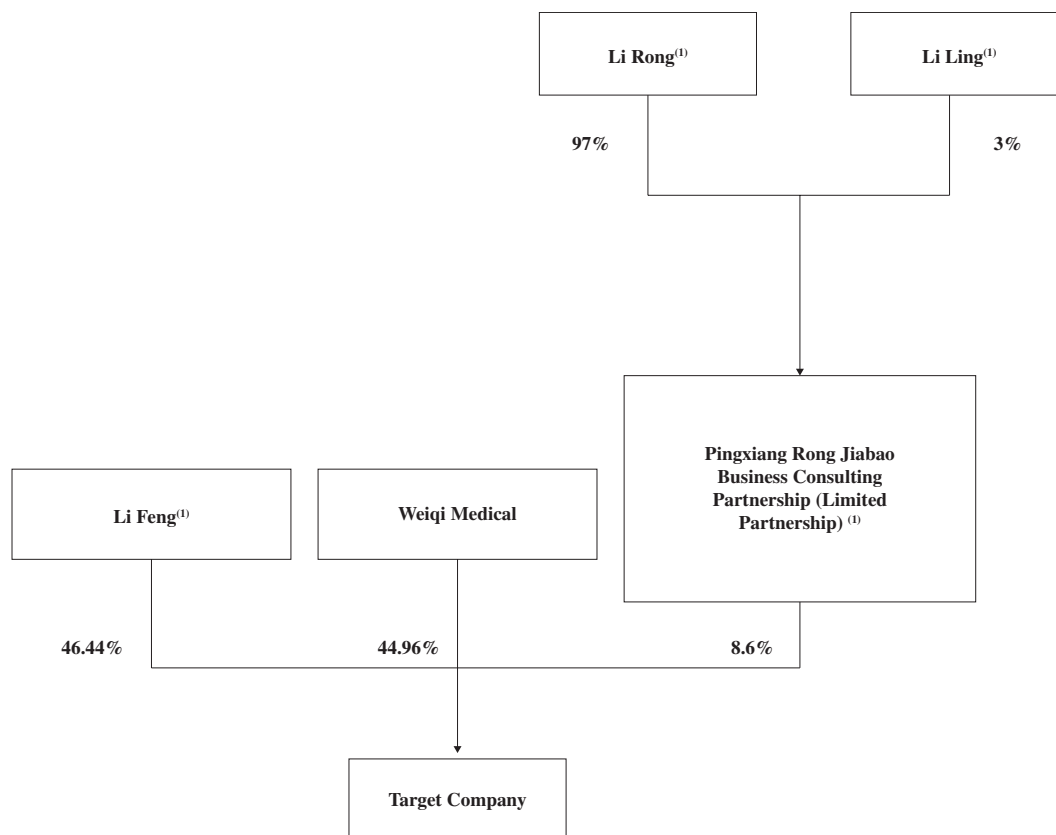 Li Rong(1)
Li Ling(1)
97%
3%
Pingxiang Rong Jiabao
Business Consulting
Partnership (Limited
Partnership) (1)
Li Feng(1)
Weiqi Medical
46.44%
44.96%
8.6%
Target Company